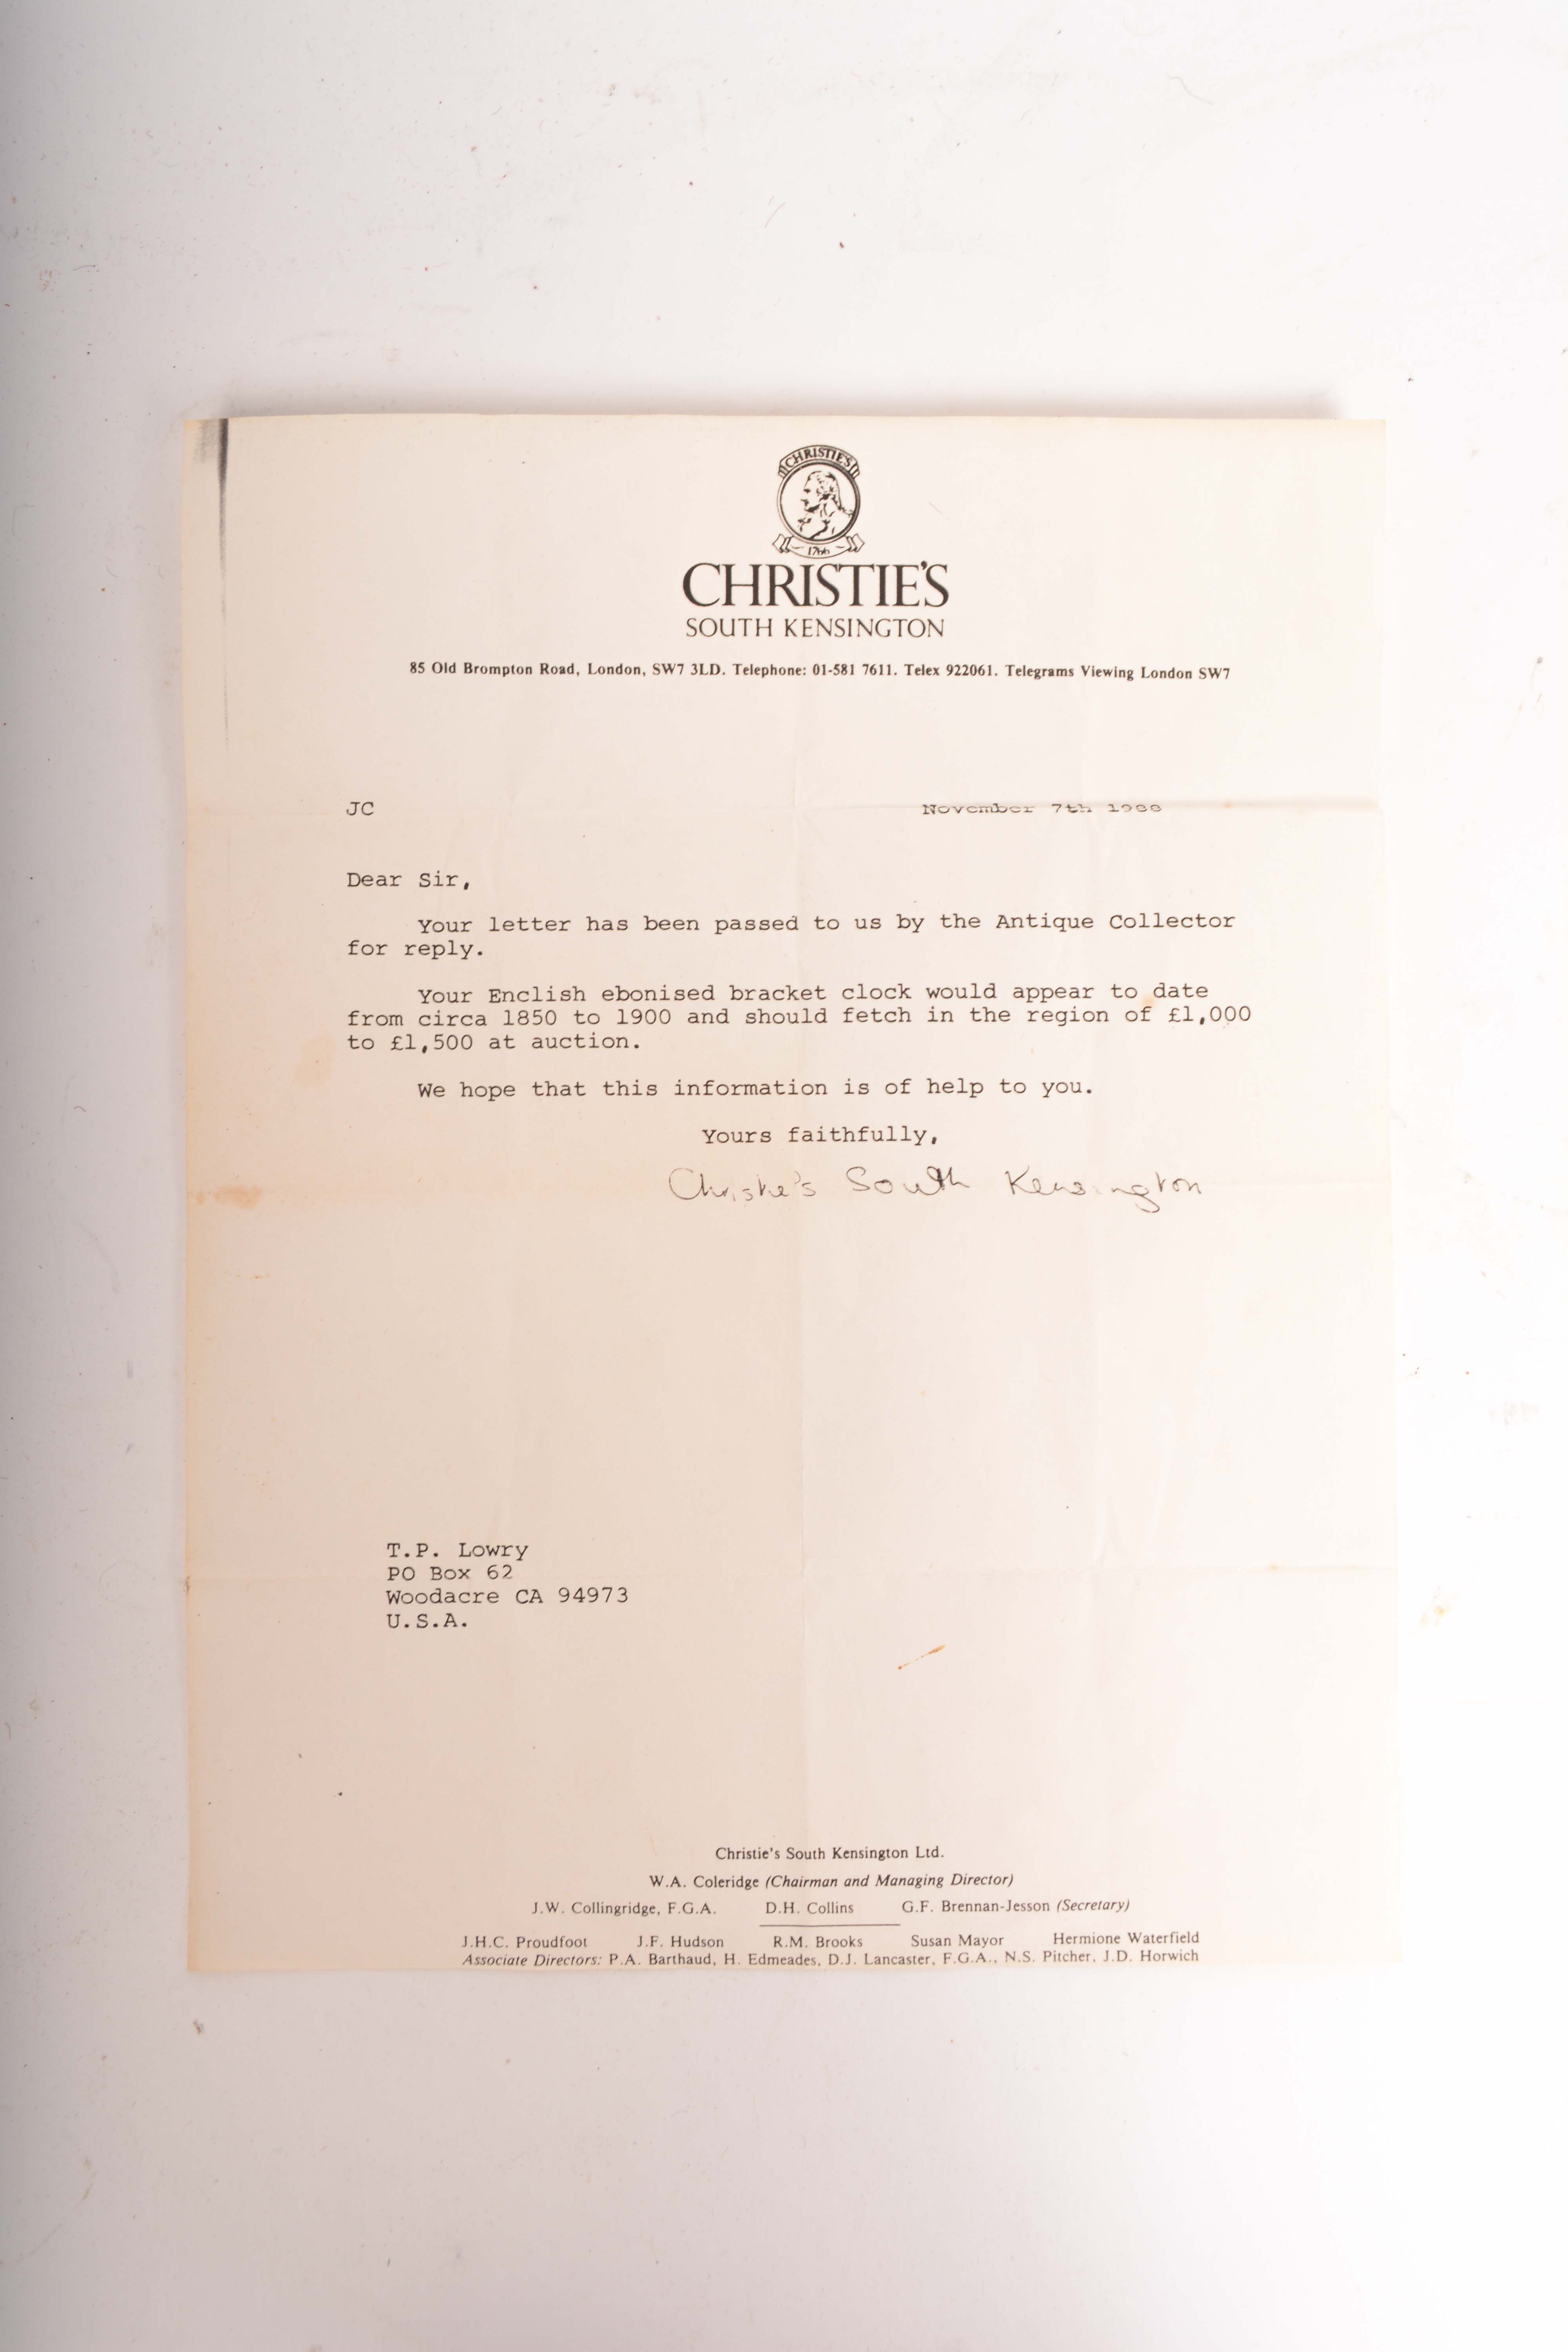 CHRISTIE'S
1766
CHRISTIE'S
SOUTH KENSINGTON
85 Old Brompton Road, London, SW7 3LD. Telephone: 01-581 7611. Telex 922061. Telegrams Viewing London SW7
JC November 7th
Dear Sir,
Your letter has been passed to us by the Antique Collector
for reply.
Your Enclish ebonised bracket clock would appear to date
from circa 1850 to 1900 and should fetch in the region of £1,000
to £1,500 at auction.
We hope that this information is of help to you.
Yours faithfully,
Christie's South Kensington
T.P. Lowry
PO Box 62
Woodacre CA 94973
U.S.A.
Christie's South Kensington Ltd.
W.A. Coleridge (Chairman and Managing Director)
J.W. Collingridge, F.G.A. D.H. Collins G.F. Brennan-Jesson (Secretary)
J.H.C. Proudfoot J.F. Hudson R.M. Brooks Susan Mayor Hermione Waterfield
Associate Directors: P.A. Barthaud, H. Edmeades, D.J. Lancaster, F.G.A., N.S. Pitcher, J.D. Horwich